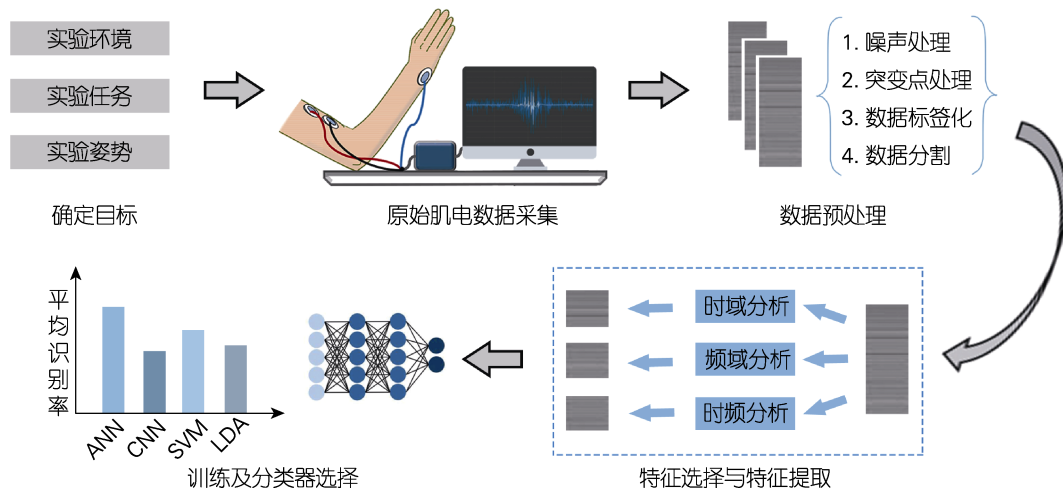 实验环境
实验任务
实验姿势
确定目标
原始肌电数据采集
1. 噪声处理
2. 突变点处理
3. 数据标签化
4. 数据分割
数据预处理
平均识别率
ANN
CNN
SVM
LDA
训练及分类器选择
时域分析
频域分析
时频分析
特征选择与特征提取